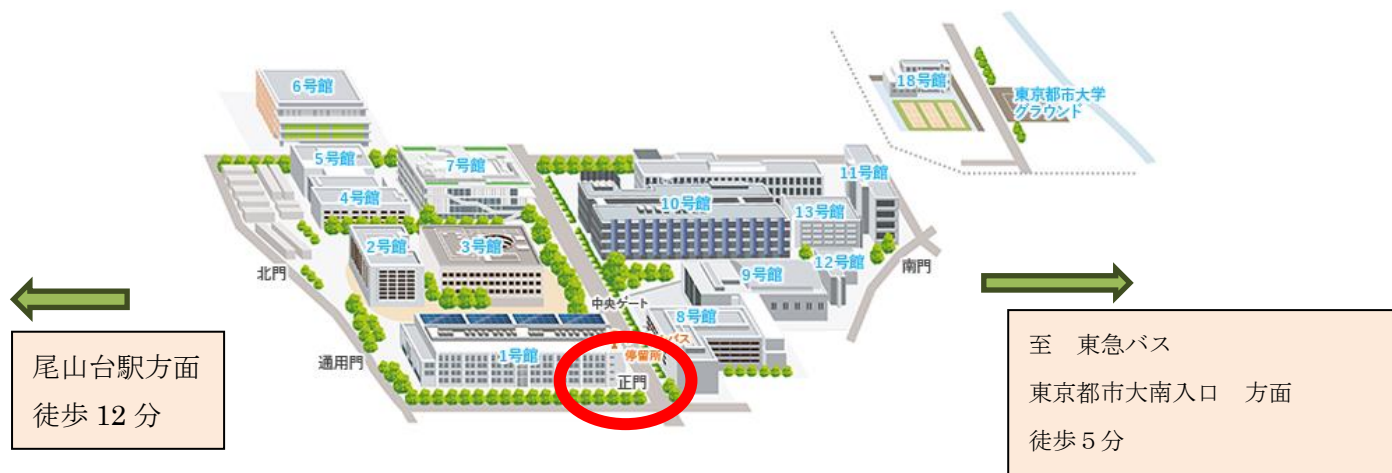 6号館
18号館
東京都市大学
グラウンド
5号館
7号館
11号館
4号館
10号館
13号館
2号館
3号館
12号館
9号館
南門
北門
中央ゲート
8号館
バス
停留所
1号館
通用門
正門
尾山台駅方面
徒歩 12 分
至 東急バス
東京都市大南入口 方面
徒歩５分